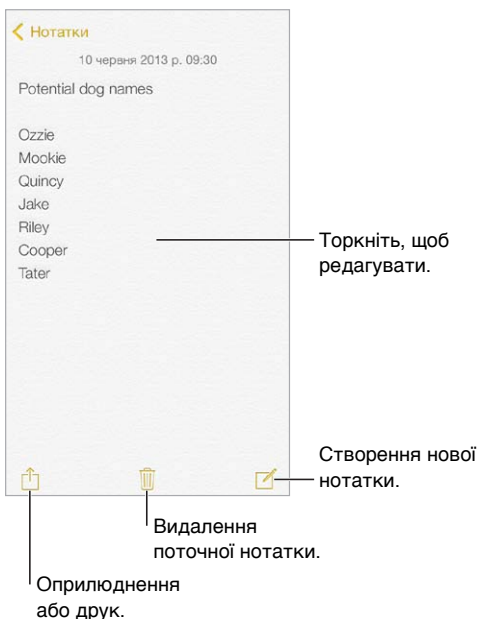 Нотатки
10 червня 2013 р. 09:30
Potential dog names
Ozzie
Mookie
Quincy
Jake
Riley
Cooper
Tater
Торкніть, щоб
редагувати.
Створення нової
нотатки.
Видалення
поточної нотатки.
Оприлюднення
або друк.